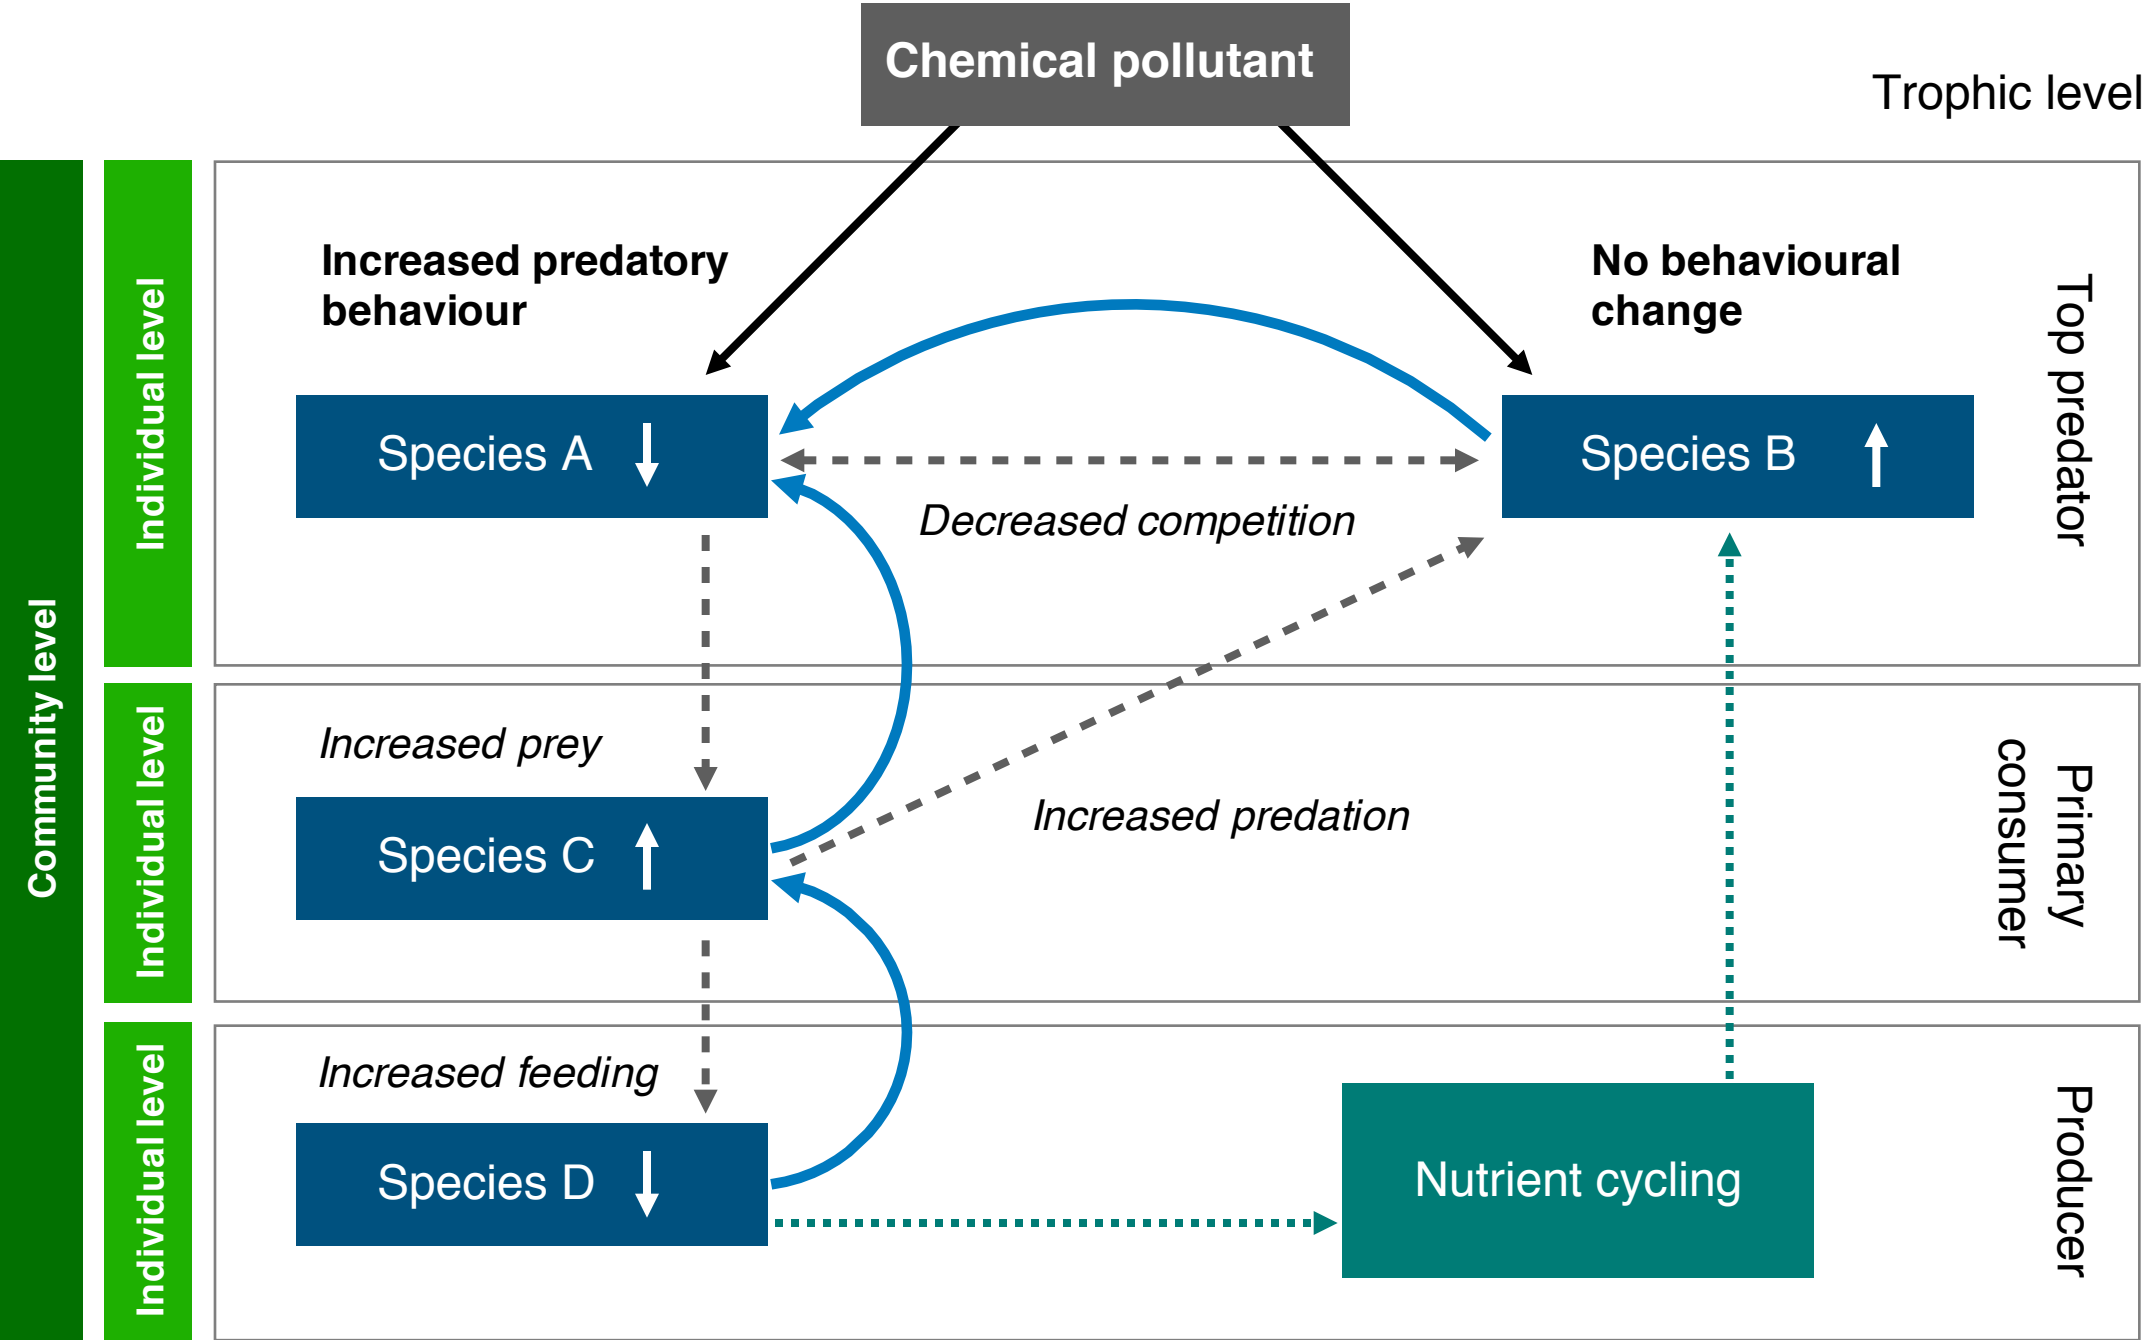 Chemical pollutant
Trophic level
Community level
Individual level
Increased predatory
behaviour
No behavioural
change
Top predator
Species A
Species B
Decreased competition
Individual level
Increased prey
Species C
Increased predation
Primary
consumer
Individual level
Increased feeding
Species D
Nutrient cycling
Producer